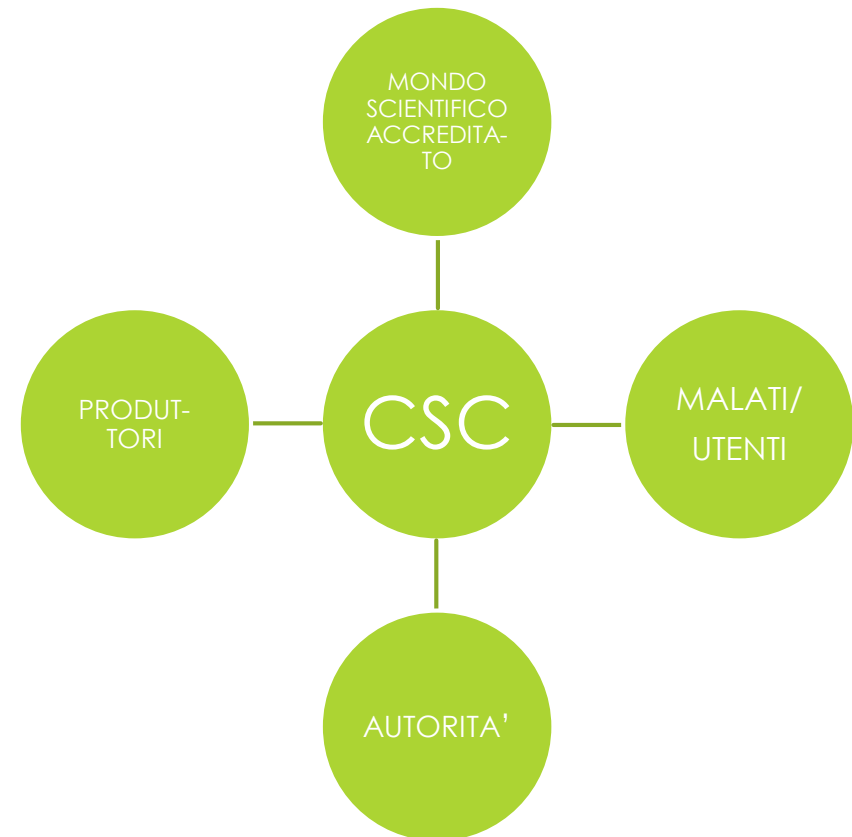 MONDO
SCIENTIFICO
ACCREDITA-
TO
PRODUT-
TORI
CSC
MALATI/
UTENTI
AUTORITA’